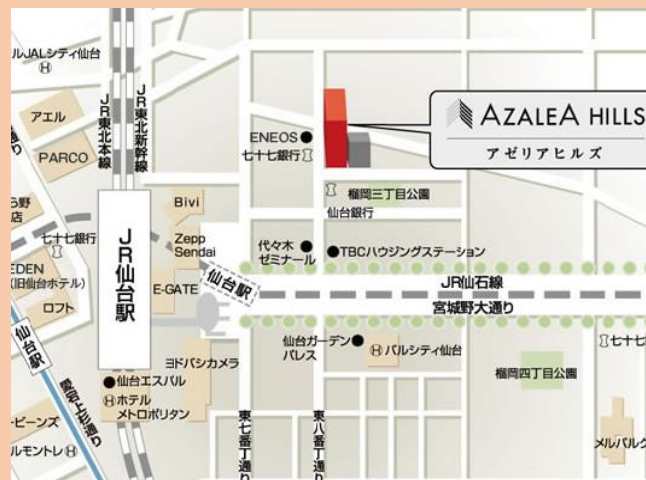 ルJALシティ仙台
アエル
PARCO
JR東北本線
JR東北新幹線
ENEOS
七十七銀行
AZALEA HILLS
アゼリアヒルズ
榴岡三丁目公園
仙台銀行
Bivi
Zepp
Sendai
代々木
ゼミナール
TBCハウジングステーション
七十七銀行
店
EDEN
(旧仙台ホテル)
ロフト
JR仙台駅
E-GATE
仙台駅
JR仙石線
宮城野大通り
仙台駅
ヨドバシカメラ
仙台ガーデン
パレス
パルシティ仙台
榴岡四丁目公園
七十七
仙台エスパル
ホテル
メトロポリタン
ービーンズ
ルモントレ
東七番丁通り
東八番丁通り
メルパルク